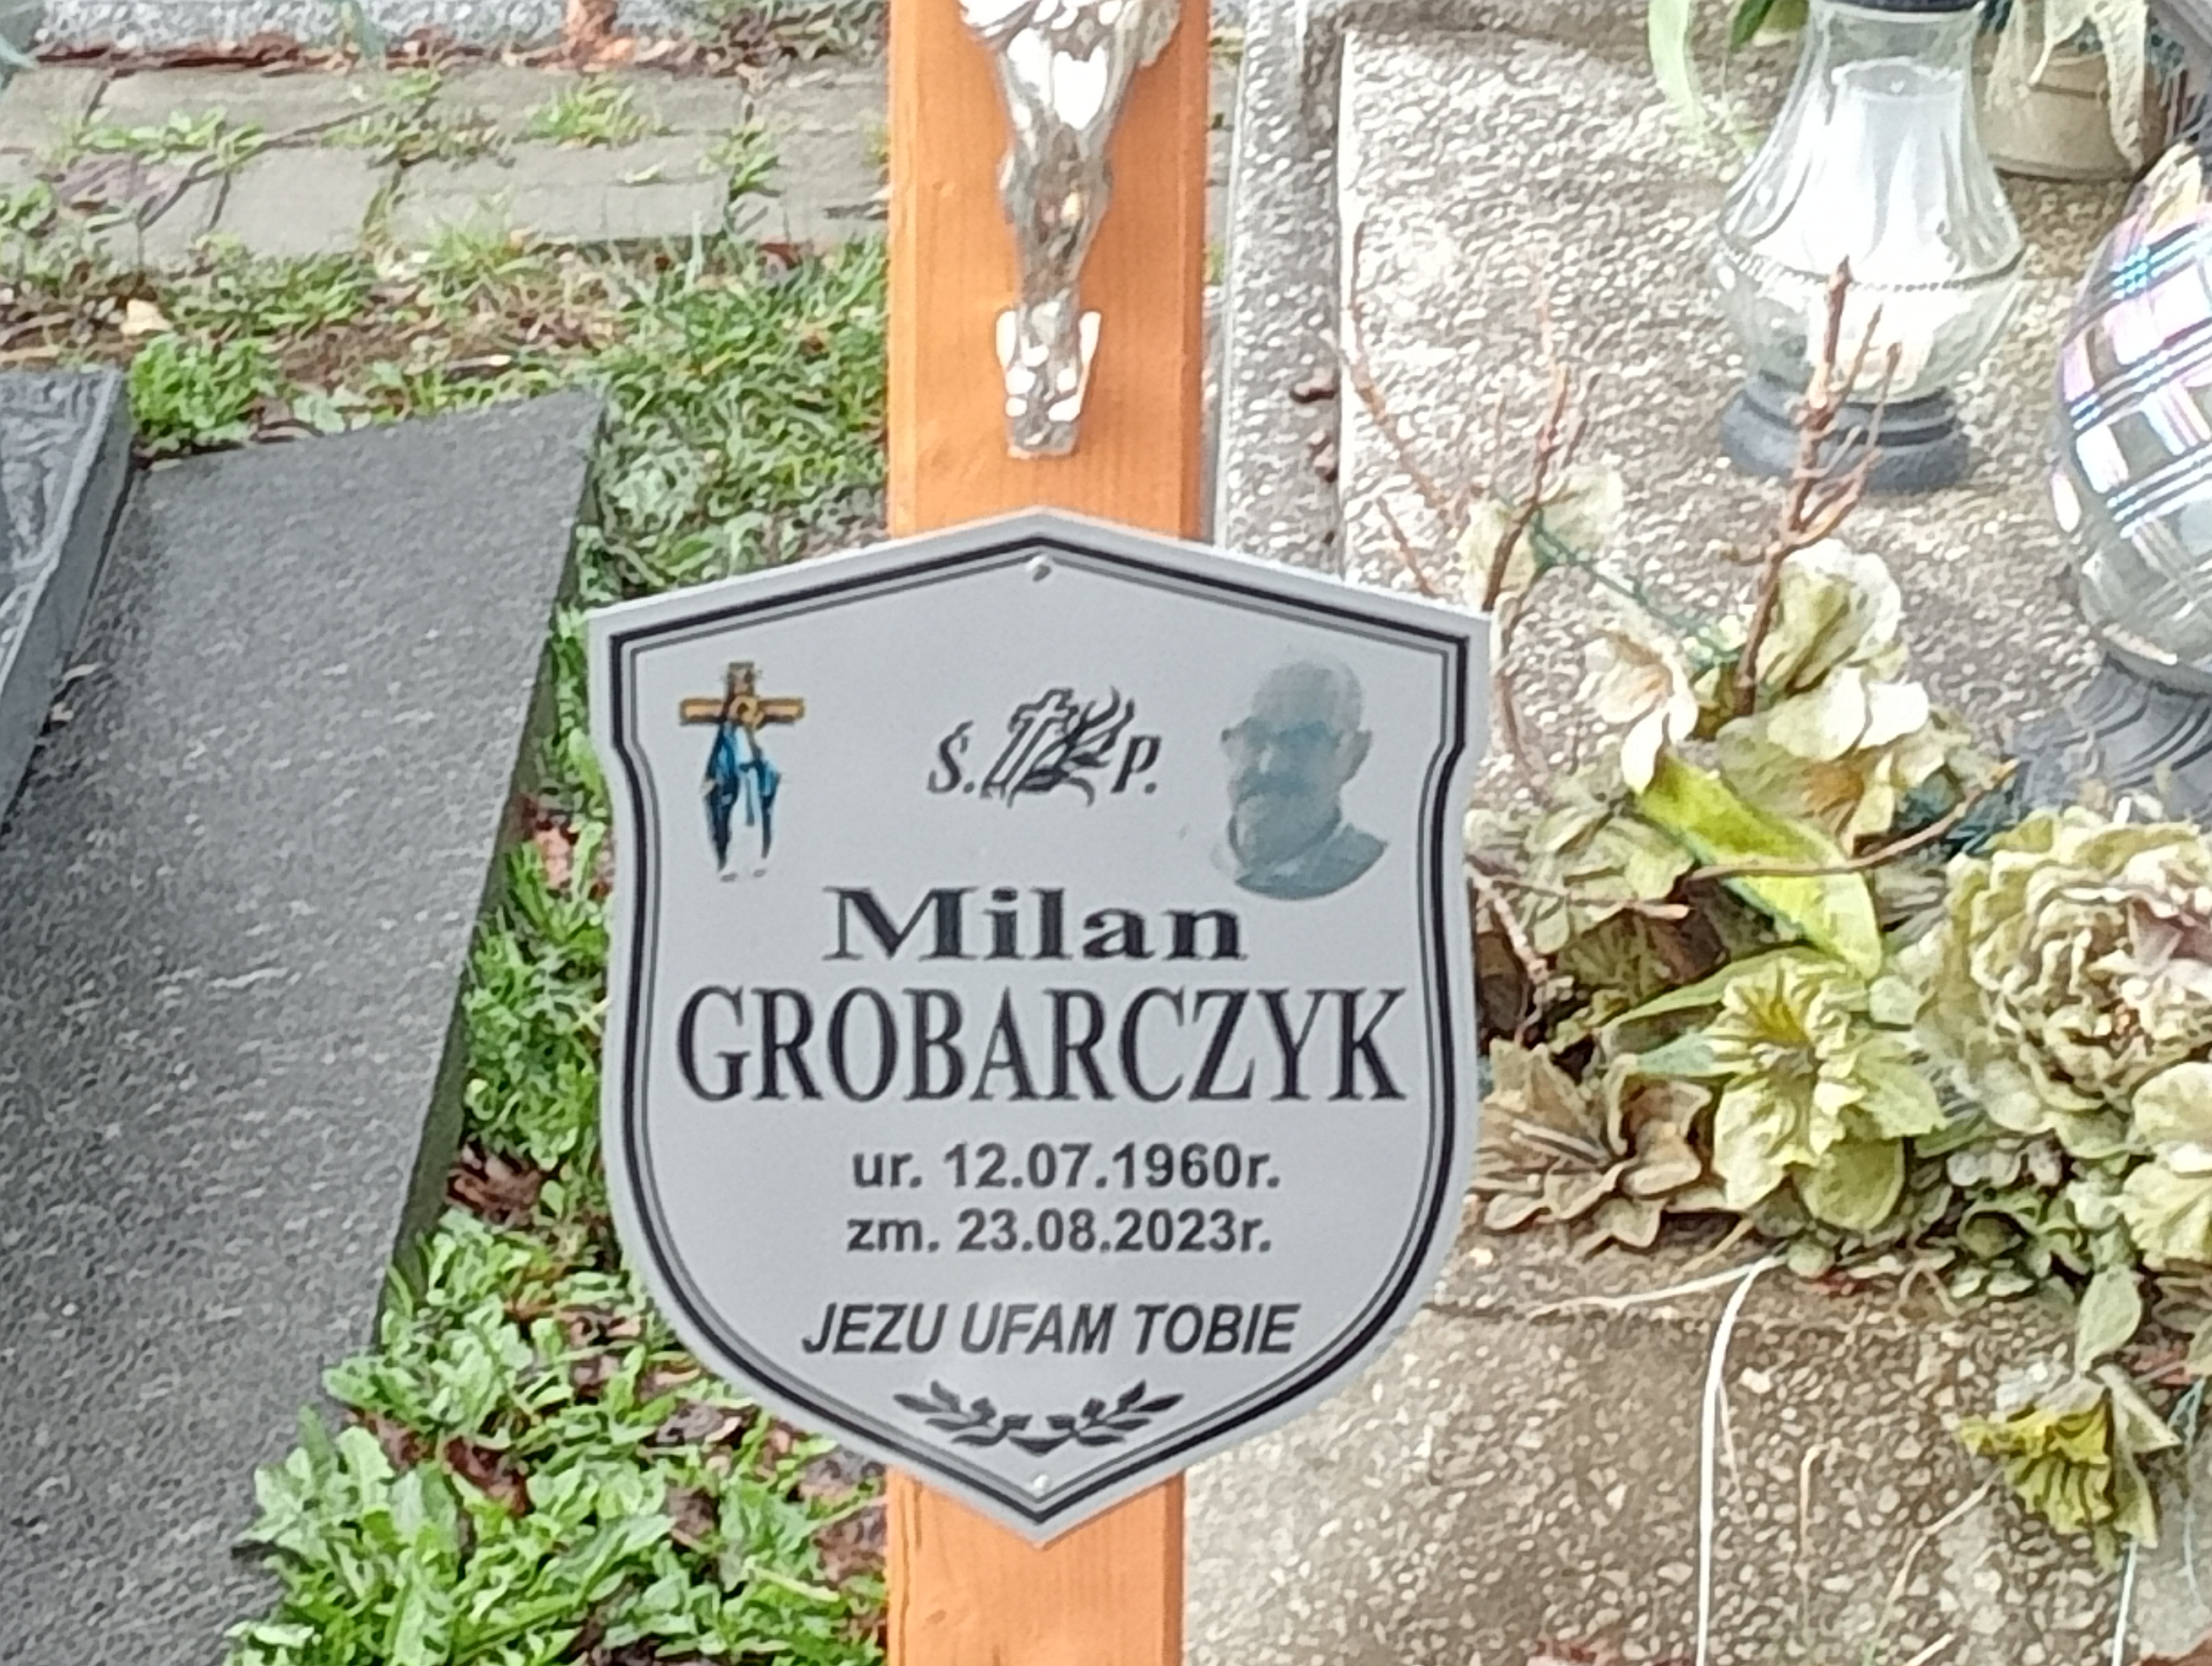 Ś. P.
Milan
GROBARCZYK
ur. 12.07.1960r.
zm. 23.08.2023r.
JEZU UFAM TOBIE